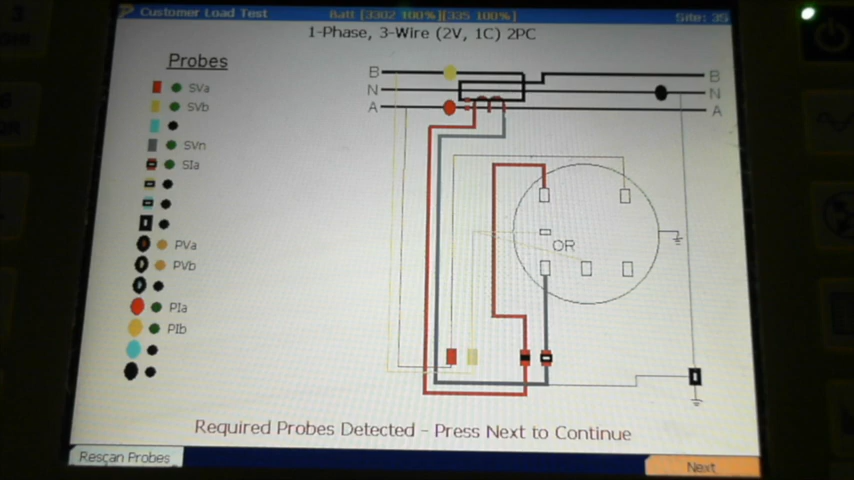 Customer Load Test
Batt [3302 100%][335 100%]
Site: 35
1-Phase, 3-Wire (2V, 1C) 2PC
Probes
SVa
SVb
SVn
SIa
PVa
PVb
PIa
PIb
B
N
A
B
N
A
OR
Required Probes Detected - Press Next to Continue
Rescan Probes
Next